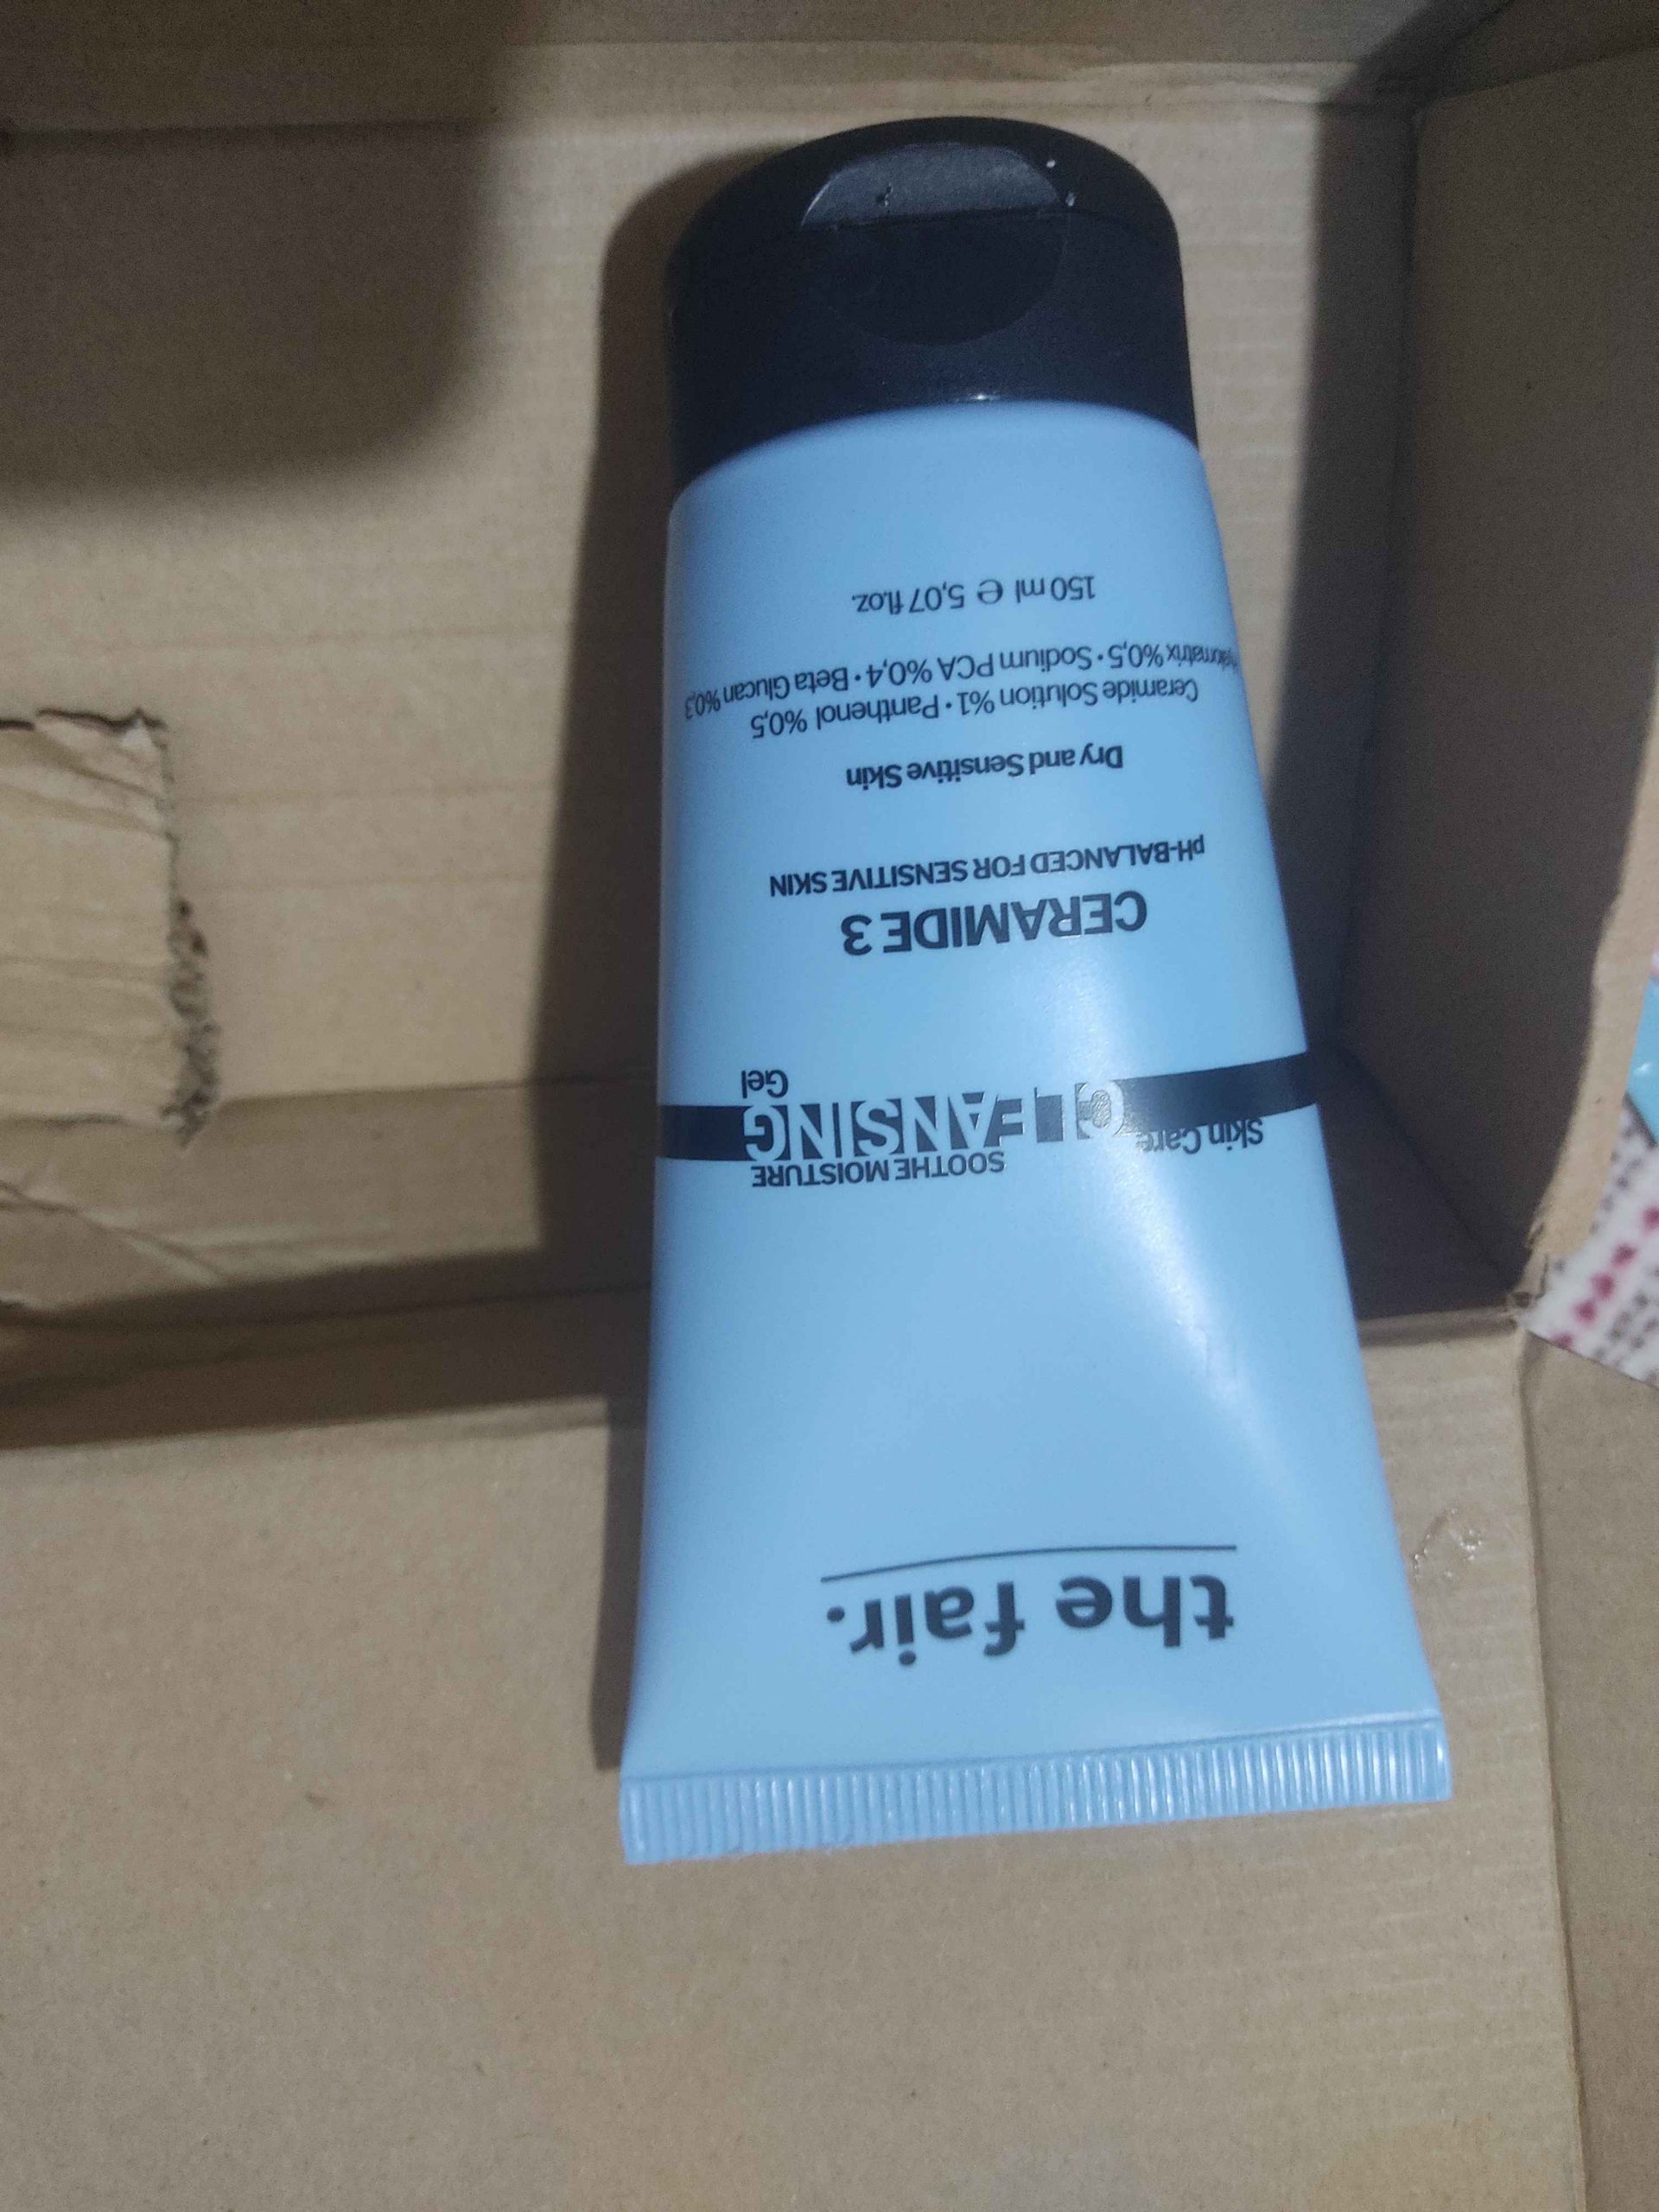 the fair.
SOOTHE MOISTURE
Skin Care CLEANSING
Gel
CERAMIDE 3
pH-BALANCED FOR SENSITIVE SKIN
Dry and Sensitive Skin
Ceramide Solution %1 • Panthenol %0,5
%0,5 • Sodium PCA %0,4 • Beta Glucan %0,3
150 ml e 5,07 fl.oz.